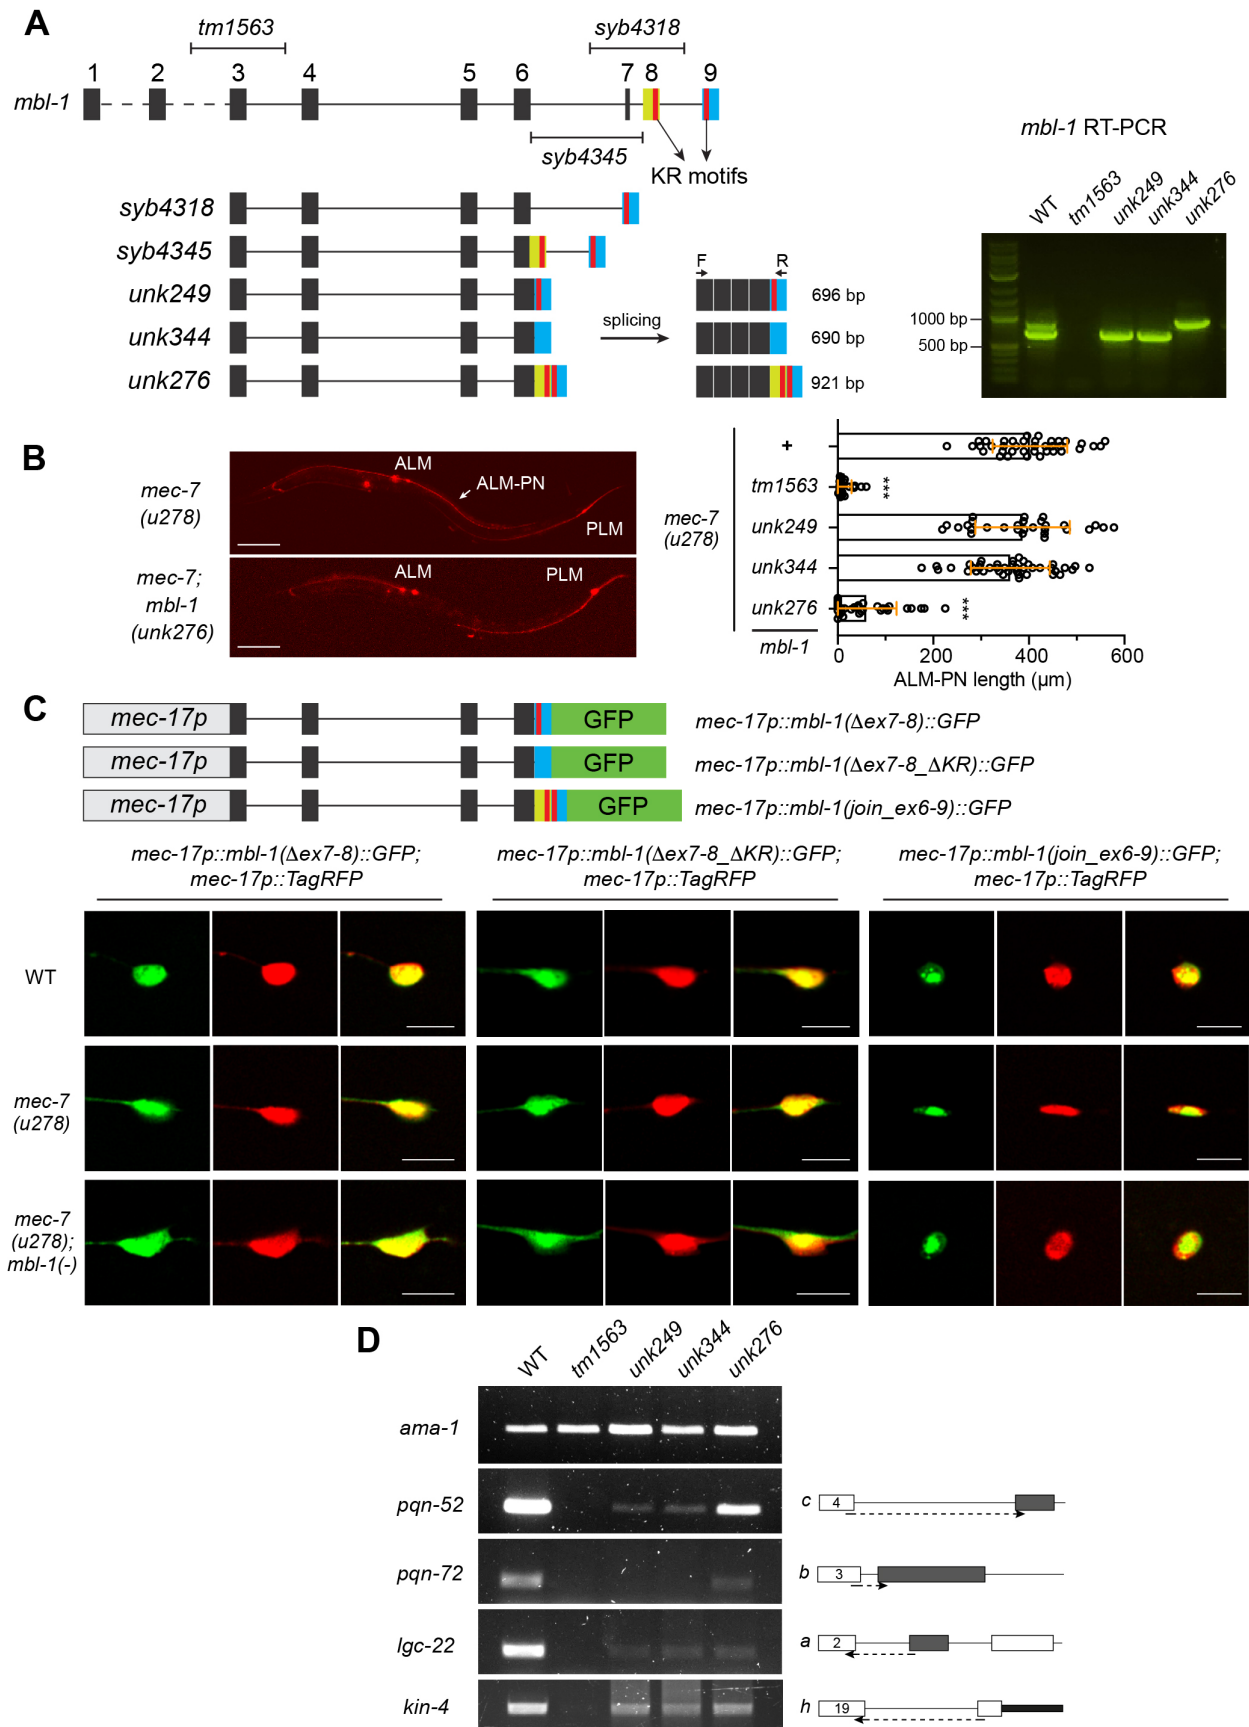 A
tm1563
syb4318
1 2 3 4 5 6 7 8 9
mbl-1
syb4345
KR motifs
syb4318
syb4345
unk249
unk344
unk276
splicing
F R
696 bp
690 bp
921 bp
mbl-1 RT-PCR
WT tm1563 unk249 unk344 unk276
1000 bp
500 bp
B
mec-7
(u278)
ALM
ALM-PN
PLM
mec-7;
mbl-1
(unk276)
ALM
PLM
mec-7
(u278)
+
tm1563
***
unk249
unk344
unk276
***
mbl-1
0 200 400 600
ALM-PN length (µm)
C
mec-17p GFP mec-17p::mbl-1(Δex7-8)::GFP
mec-17p GFP mec-17p::mbl-1(Δex7-8_ΔKR)::GFP
mec-17p GFP mec-17p::mbl-1(join_ex6-9)::GFP
mec-17p::mbl-1(Δex7-8)::GFP;
mec-17p::TagRFP
mec-17p::mbl-1(Δex7-8_ΔKR)::GFP;
mec-17p::TagRFP
mec-17p::mbl-1(join_ex6-9)::GFP;
mec-17p::TagRFP
WT
mec-7
(u278)
mec-7
(u278);
mbl-1(-)
D
WT tm1563 unk249 unk344 unk276
ama-1
pqn-52
c 4
pqn-72
b 3
lgc-22
a 2
kin-4
h 19